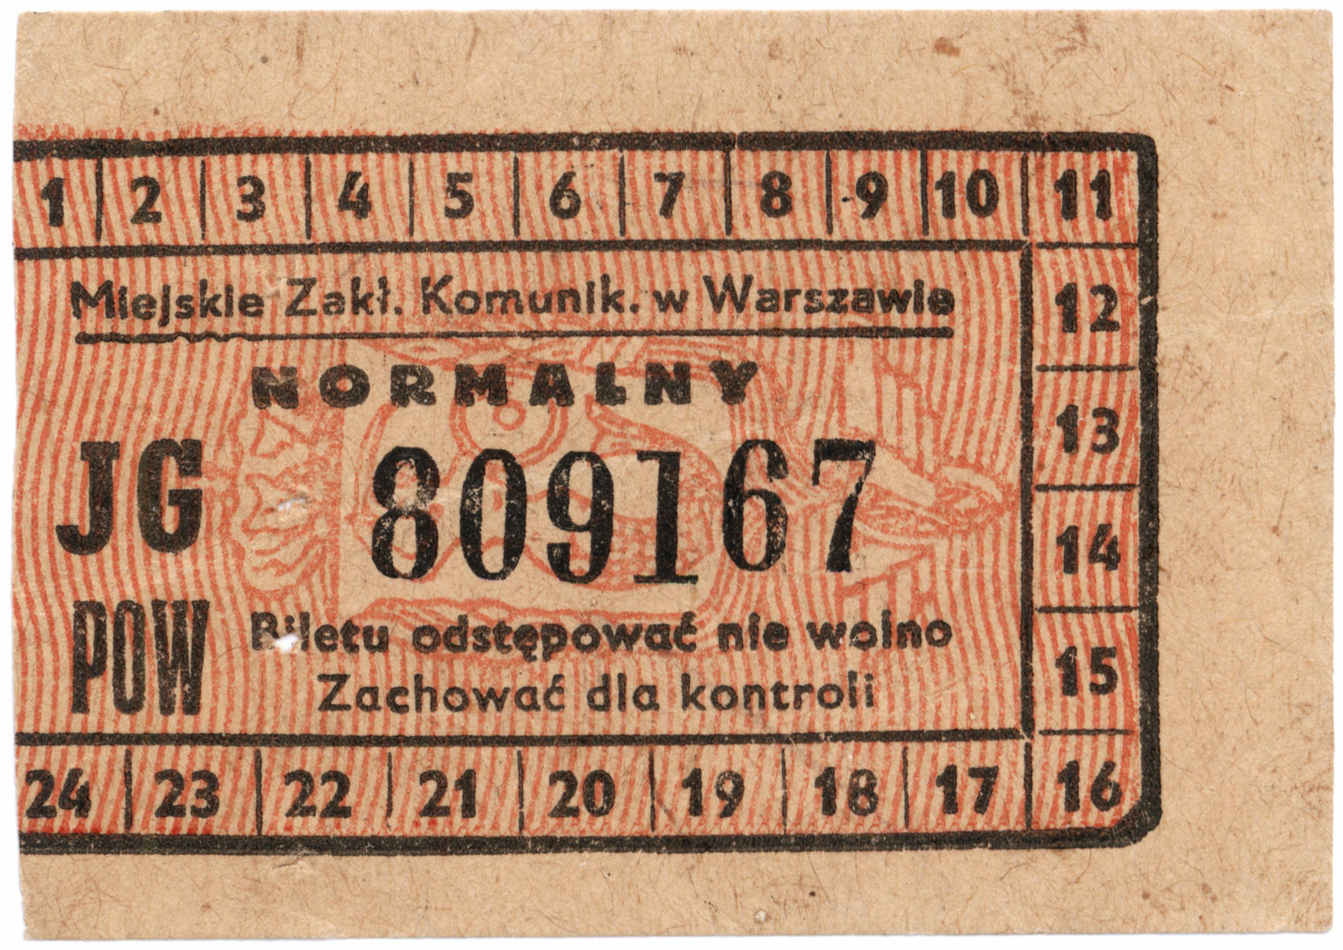 1 2 3 4 5 6 7 8 9 10 11
Miejskie Zakł. Komunik. w Warszawie
12
NORMALNY
13
JG 809167
14
POW Biletu odstępować nie wolno
Zachować dla kontroli
15
24 23 22 21 20 19 18 17 16